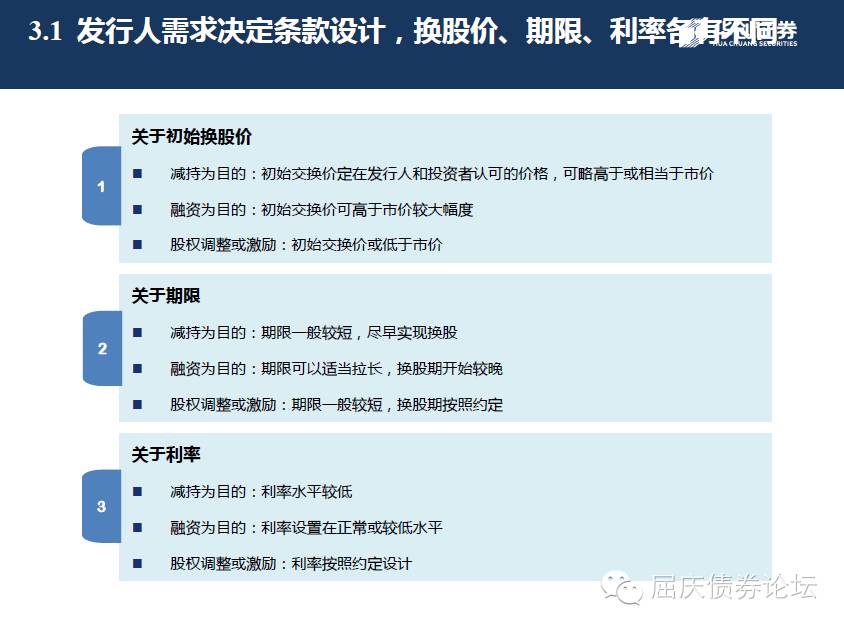 3.1 发行人需求决定条款设计，换股价、期限、利率各有不同
华创证券
HUA CHUANG SECURITIES
关于初始换股价
1
■ 减持为目的：初始交换价定在发行人和投资者认可的价格，可略高于或相当于市价
■ 融资为目的：初始交换价可高于市价较大幅度
■ 股权调整或激励：初始交换价或低于市价
关于期限
2
■ 减持为目的：期限一般较短，尽早实现换股
■ 融资为目的：期限可以适当拉长，换股期开始较晚
■ 股权调整或激励：期限一般较短，换股期按照约定
关于利率
3
■ 减持为目的：利率水平较低
■ 融资为目的：利率设置在正常或较低水平
■ 股权调整或激励：利率按照约定设计
屈庆债券论坛